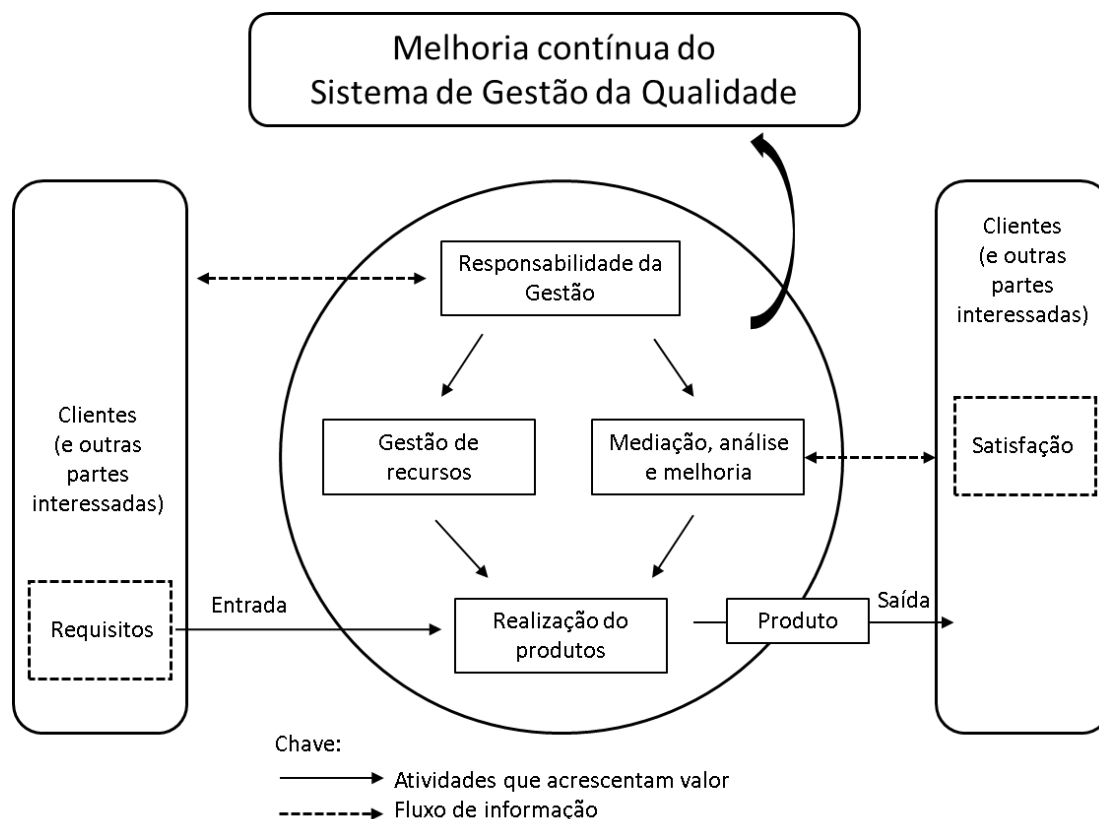 Melhoria contínua do
Sistema de Gestão da Qualidade
Clientes
(e outras
partes
interessadas)
Requisitos
Entrada
Responsabilidade da
Gestão
Gestão de
recursos
Mediação, análise
e melhoria
Realização do
produtos
Produto
Saída
Clientes
(e outras
partes
interessadas)
Satisfação
Chave:
Atividades que acrescentam valor
Fluxo de informação